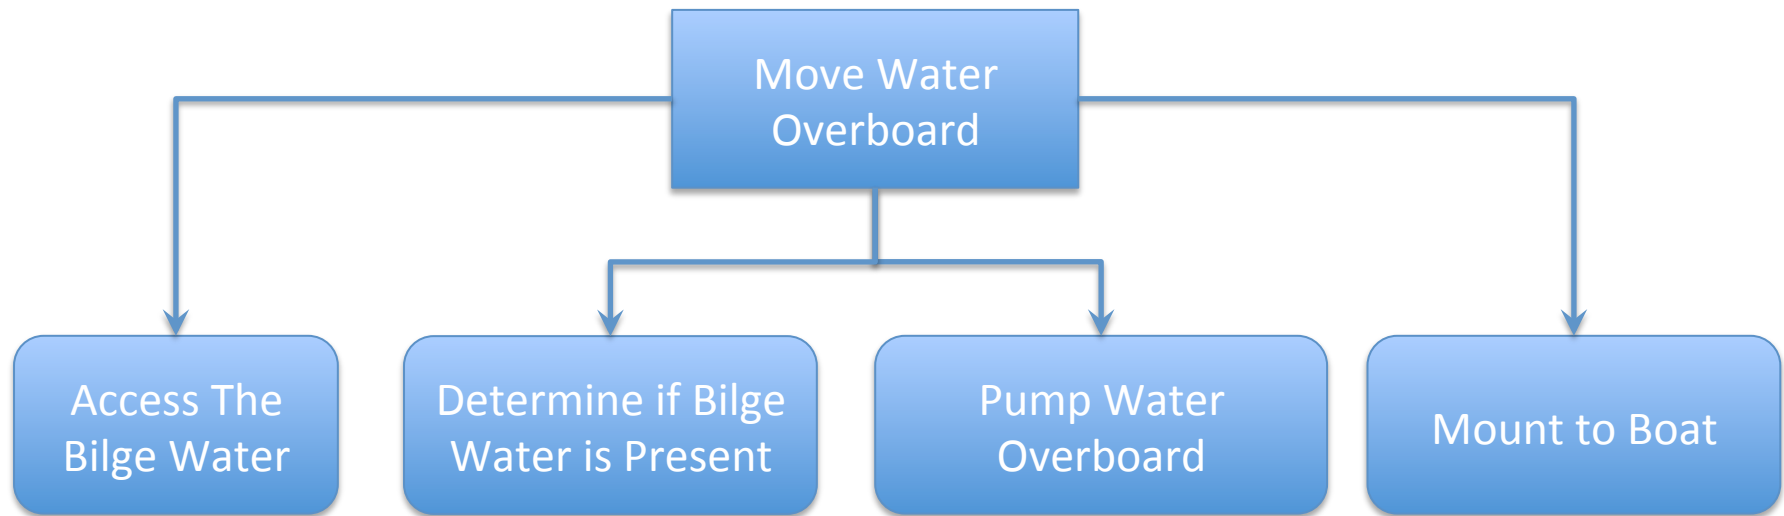 Move Water
Overboard
Access The
Bilge Water
Determine if Bilge
Water is Present
Pump Water
Overboard
Mount to Boat